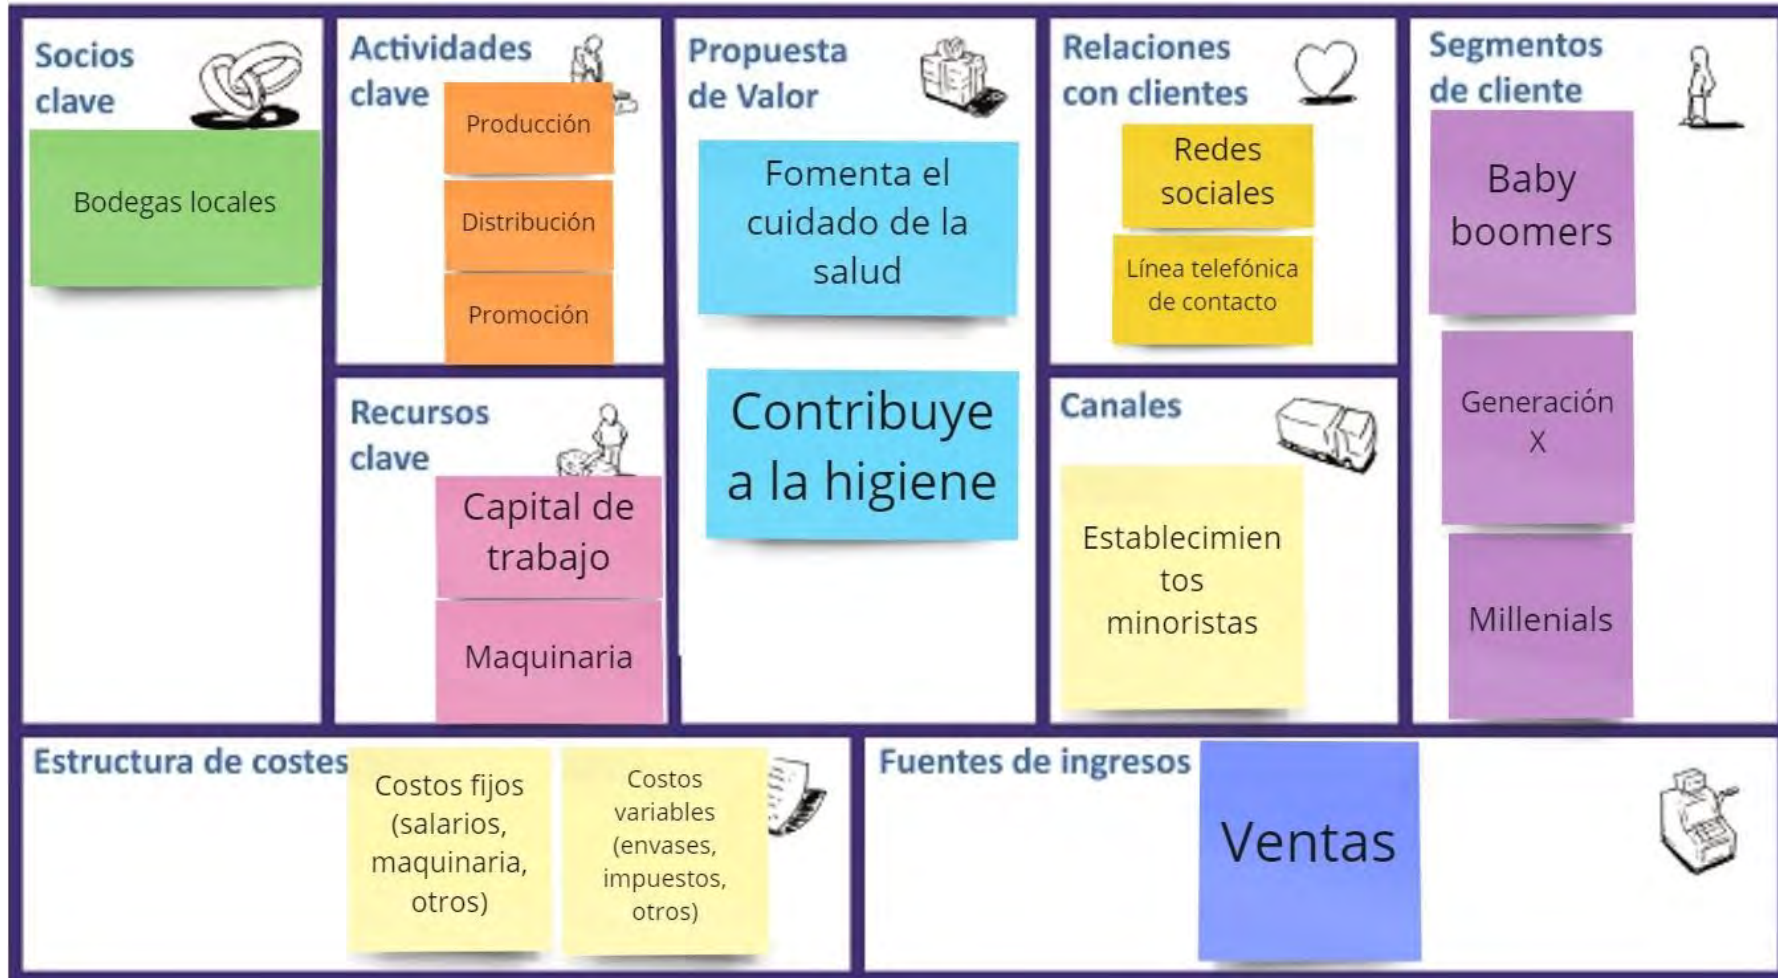 Socios
clave
Bodegas locales
Actividades
clave
Producción
Distribución
Promoción
Recursos
clave
Capital de
trabajo
Maquinaria
Propuesta
de Valor
Fomenta el
cuidado de la
salud
Contribuye
a la higiene
Relaciones
con clientes
Redes
sociales
Línea telefónica
de contacto
Canales
Establecimien
tos
minoristas
Segmentos
de cliente
Baby
boomers
Generación
X
Millenials
Estructura de costes
Costos fijos
(salarios,
maquinaria,
otros)
Costos
variables
(envases,
impuestos,
otros)
Fuentes de ingresos
Ventas